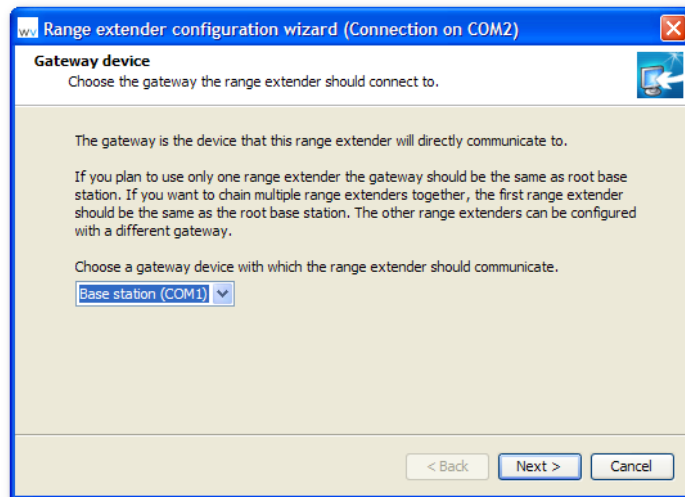 wv Range extender configuration wizard (Connection on COM2)
Gateway device
Choose the gateway the range extender should connect to.
The gateway is the device that this range extender will directly communicate to.
If you plan to use only one range extender the gateway should be the same as root base
station. If you want to chain multiple range extenders together, the first range extender
should be the same as the root base station. The other range extenders can be configured
with a different gateway.
Choose a gateway device with which the range extender should communicate.
Base station (COM1)
< Back Next > Cancel